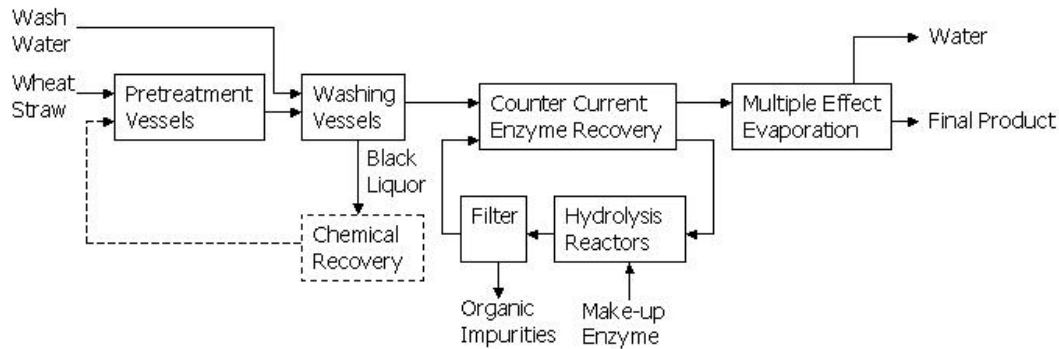 Wash
Water
Water
Wheat
Straw
Pretreatment
Vessels
Washing
Vessels
Counter Current
Enzyme Recovery
Multiple Effect
Evaporation
Final Product
Black
Liquor
Filter
Hydrolysis
Reactors
Chemical
Recovery
Organic
Impurities
Make-up
Enzyme